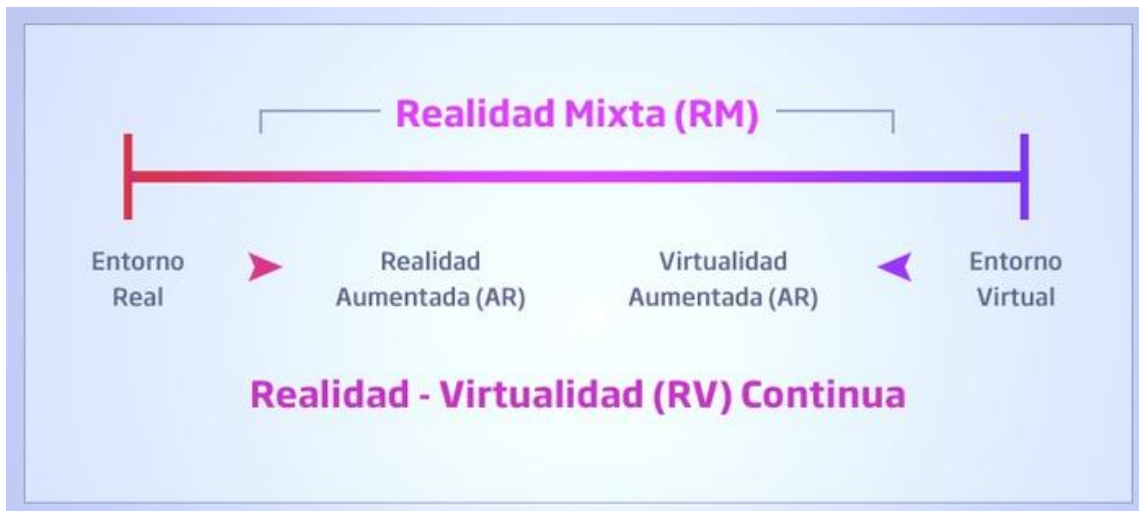 Realidad Mixta (RM)
Entorno
Real
Realidad
Aumentada (AR)
Virtualidad
Aumentada (AR)
Entorno
Virtual
Realidad - Virtualidad (RV) Continua